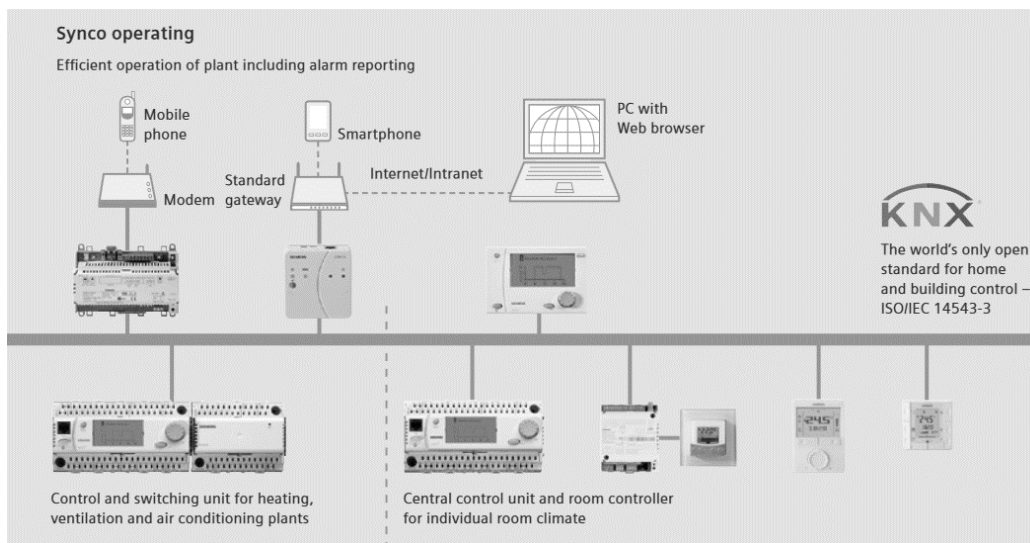 Synco operating
Efficient operation of plant including alarm reporting
Mobile
phone
Smartphone
PC with
Web browser
Modem
Standard
gateway
Internet/Intranet
KNX
The world's only open
standard for home
and building control –
ISO/IEC 14543-3
SIEMENS
Control and switching unit for heating,
ventilation and air conditioning plants
Central control unit and room controller
for individual room climate